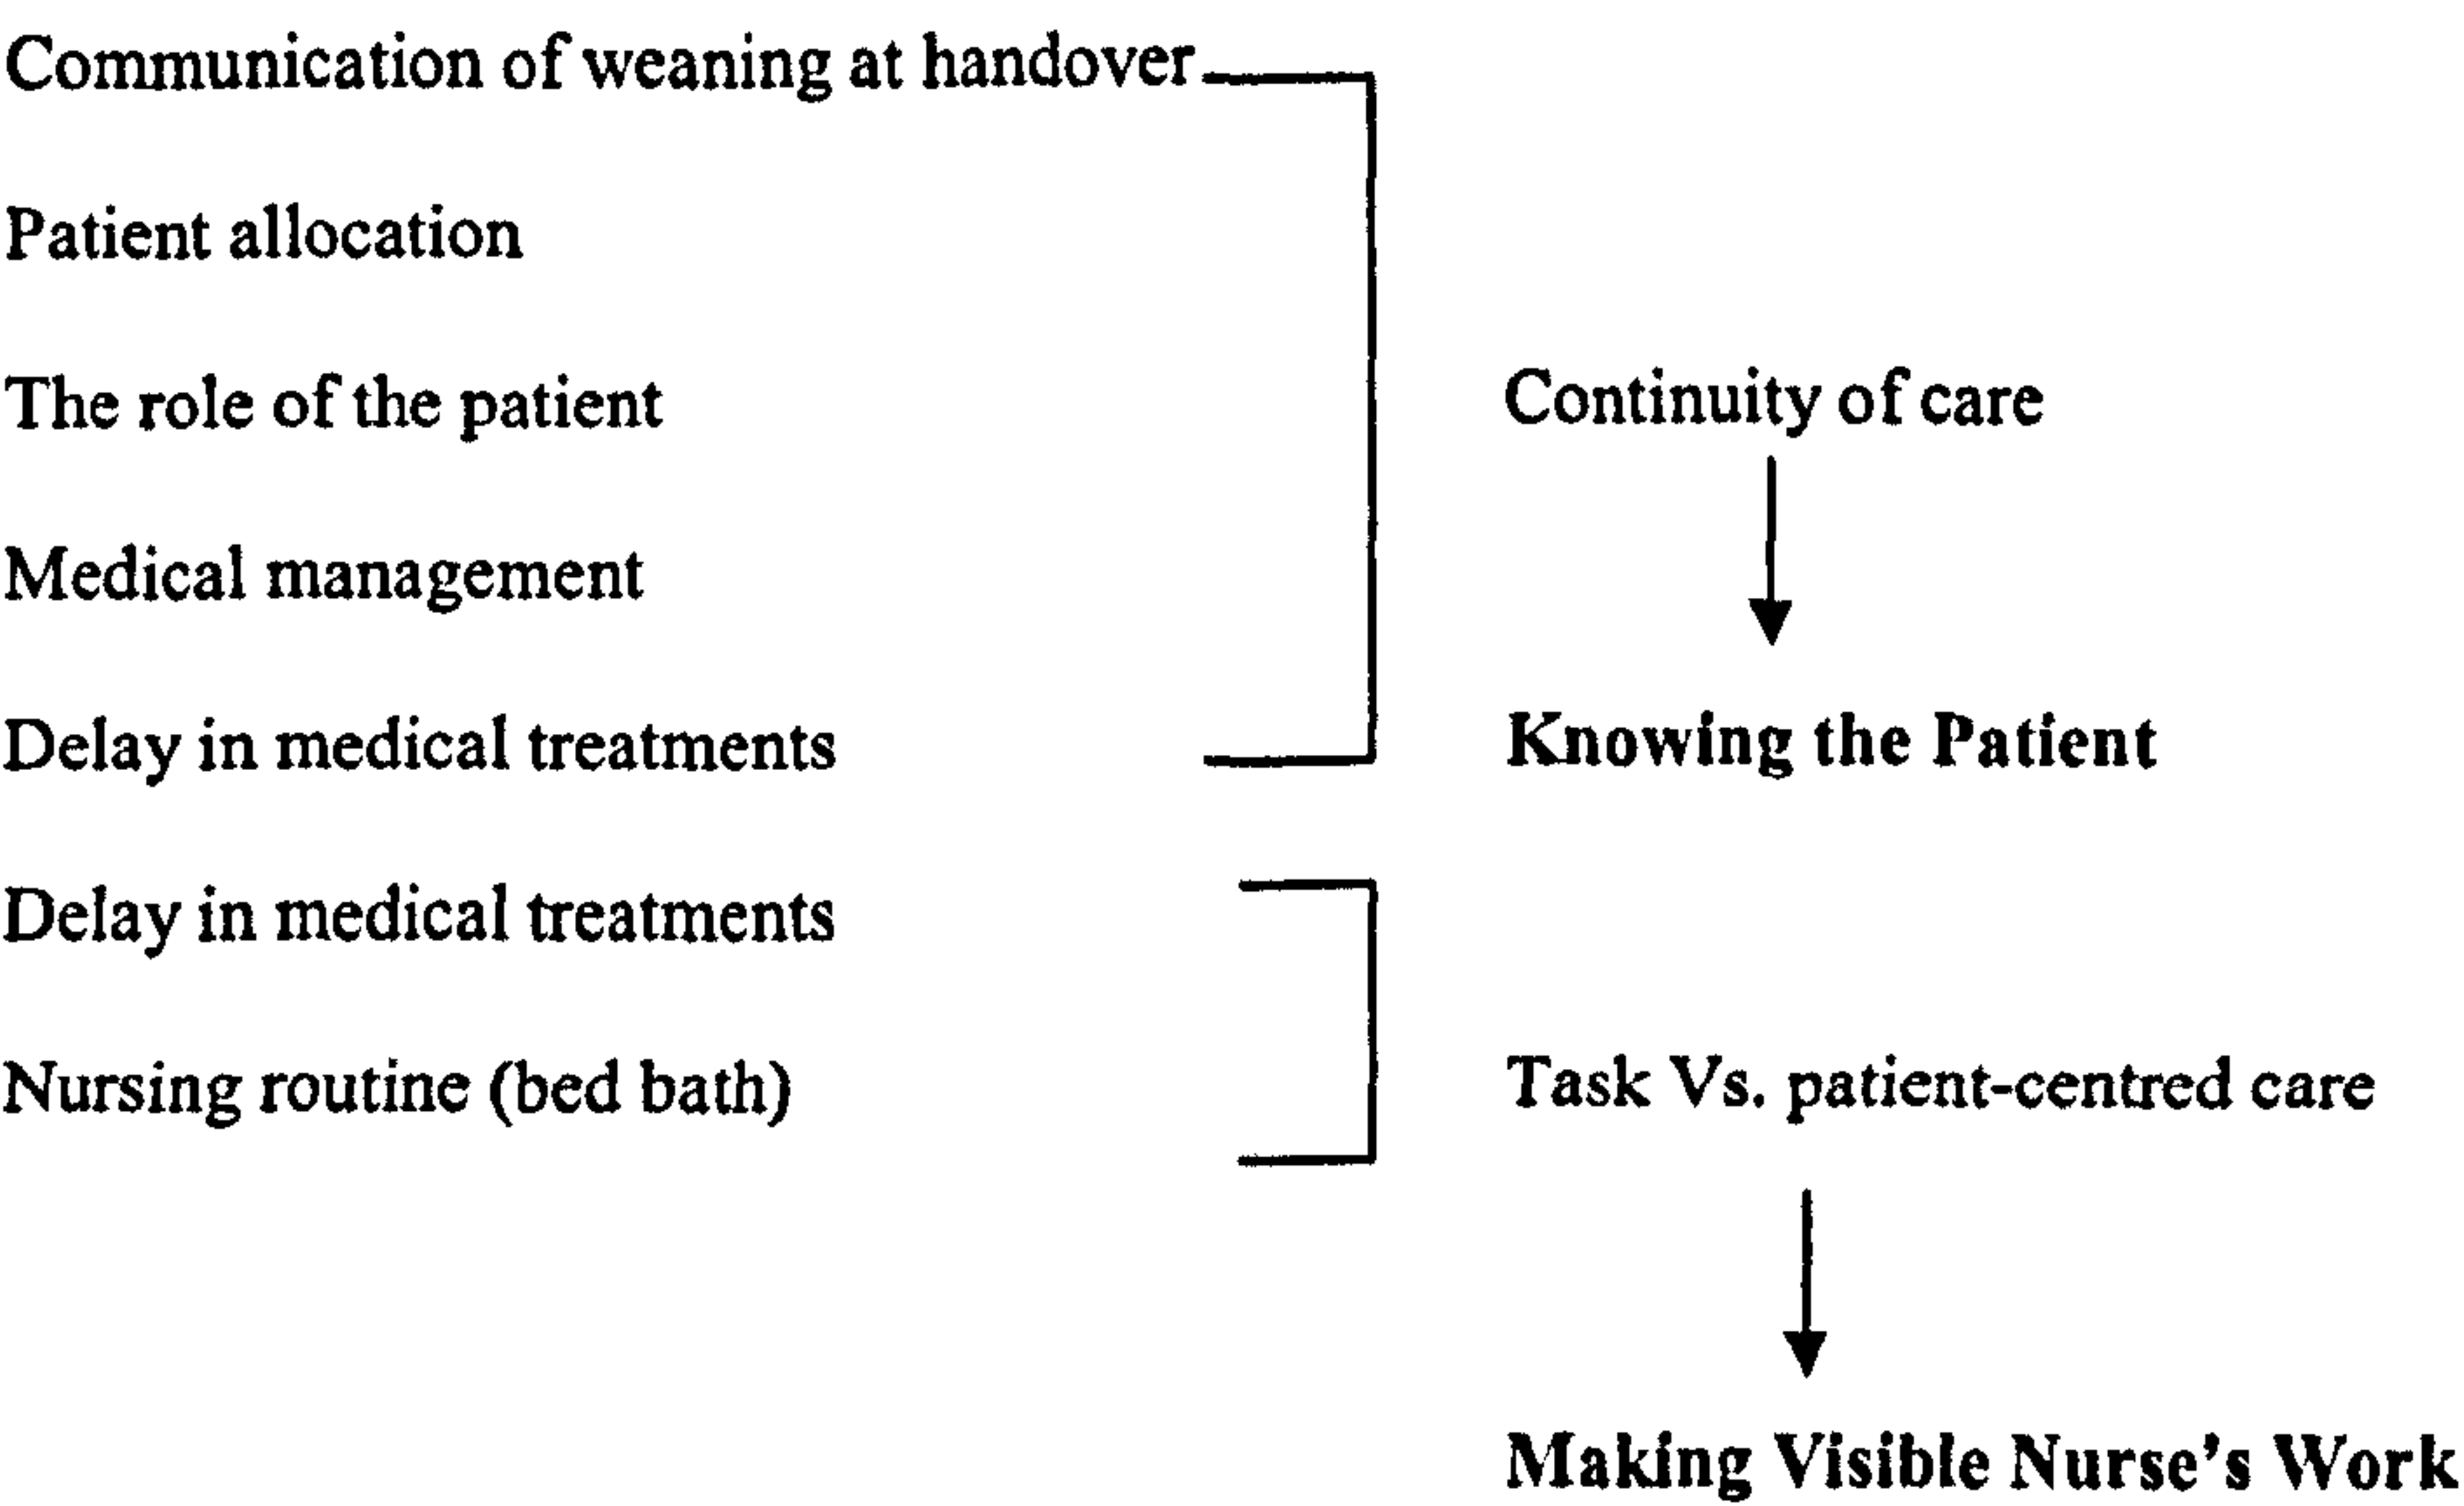 Communication of weaning at handover
Patient allocation
The role of the patient
Continuity of care
Medical management
Delay in medical treatments
Knowing the Patient
Delay in medical treatments
Nursing routine (bed bath)
Task Vs. patient-centred care
Making Visible Nurse's Work